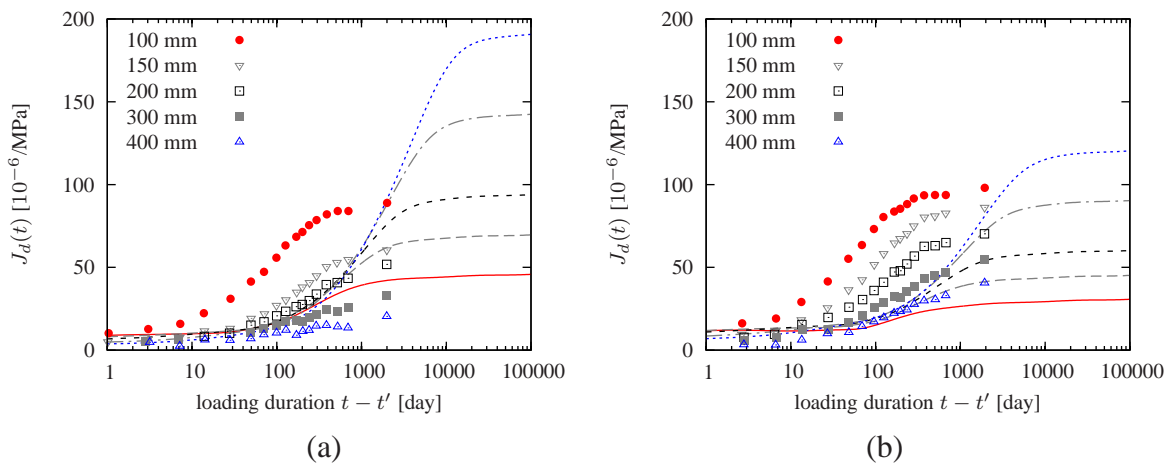 200
150
100
50
0
J_d(t) [10^−6/MPa]
100 mm
150 mm
200 mm
300 mm
400 mm
1 10 100 1000 10000 100000
loading duration t − t′ [day]
(a)
200
150
100
50
0
J_d(t) [10^−6/MPa]
100 mm
150 mm
200 mm
300 mm
400 mm
1 10 100 1000 10000 100000
loading duration t − t′ [day]
(b)